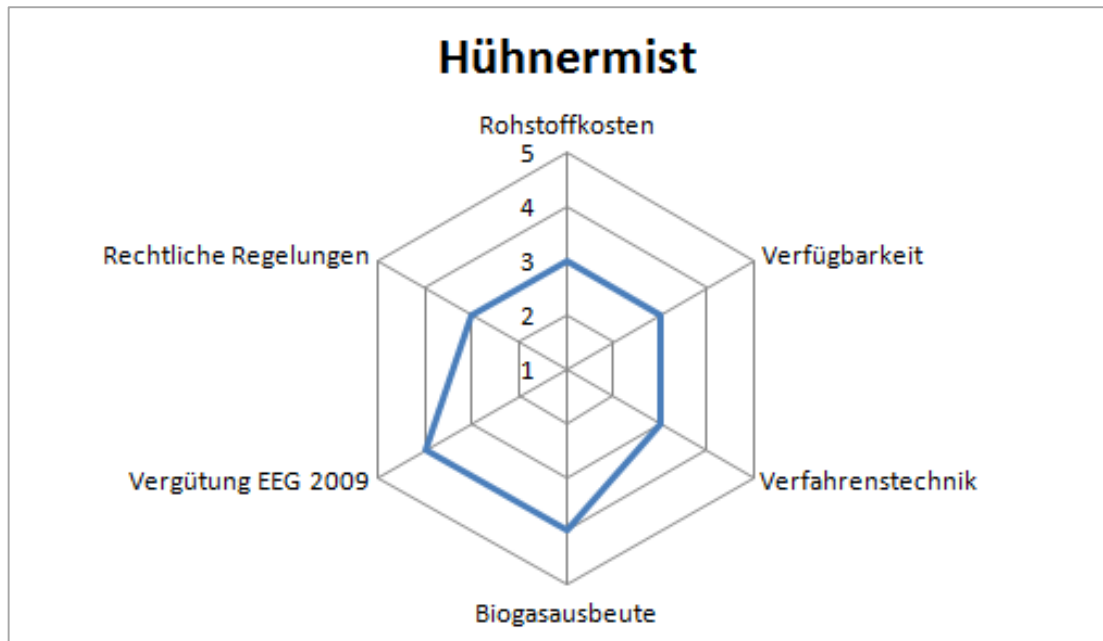 Hühnermist
Rohstoffkosten
5
4
Rechtliche Regelungen
3
Verfügbarkeit
2
1
Vergütung EEG 2009
Verfahrenstechnik
Biogasausbeute